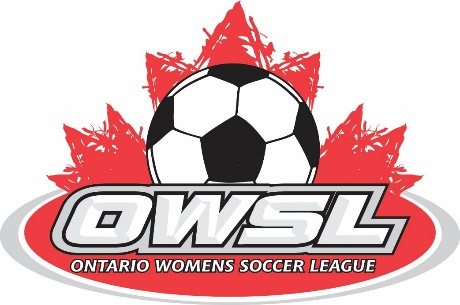 OWSL
ONTARIO WOMENS SOCCER LEAGUE